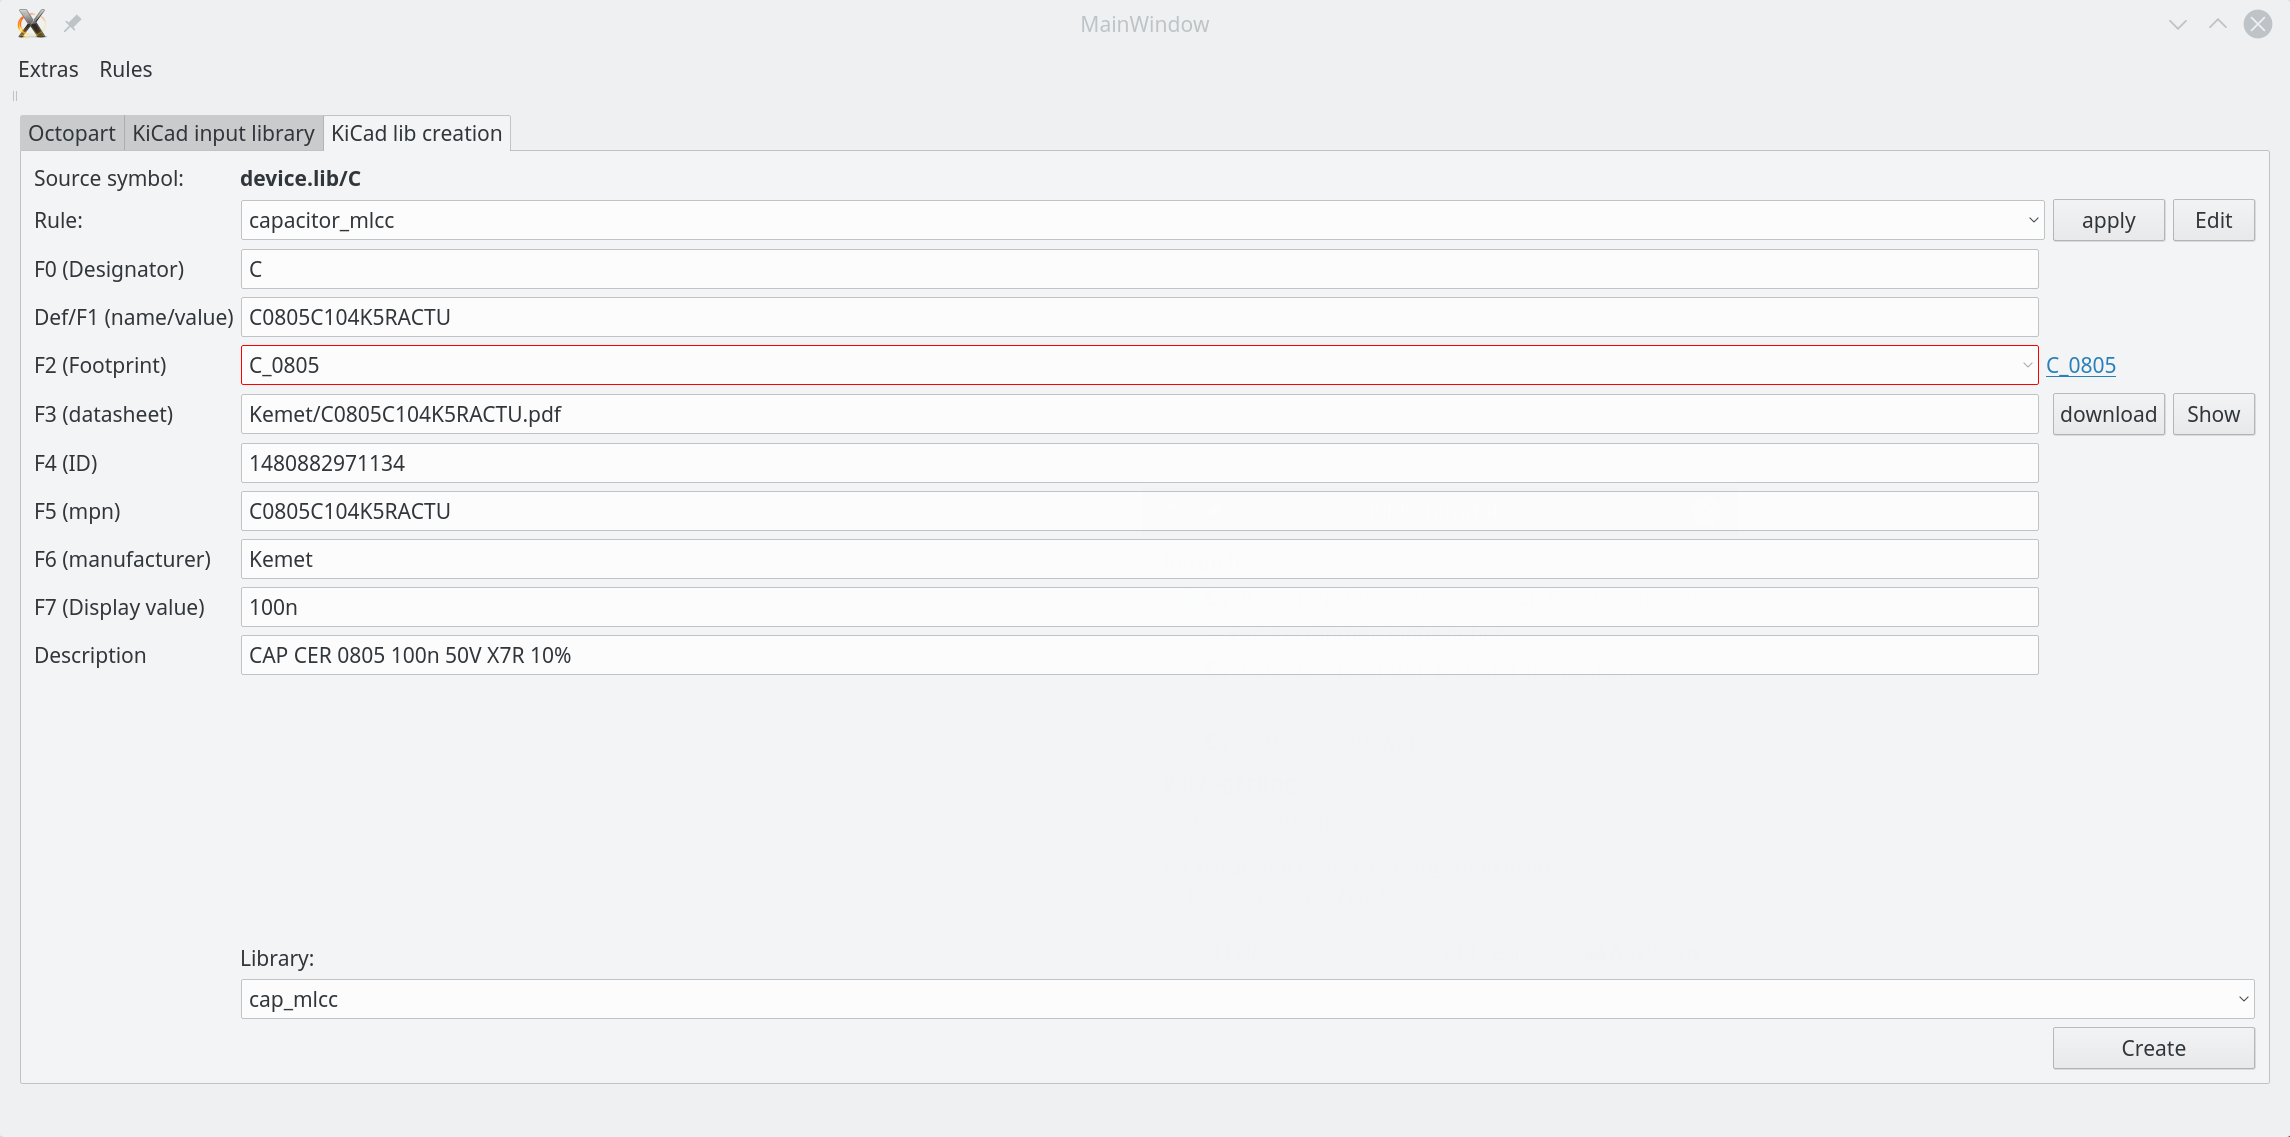 MainWindow
Extras Rules
Octopart KiCad input library KiCad lib creation
Source symbol: device.lib/C
Rule: capacitor_mlcc apply Edit
F0 (Designator) C
Def/F1 (name/value) C0805C104K5RACTU
F2 (Footprint) C_0805 C_0805
F3 (datasheet) Kemet/C0805C104K5RACTU.pdf download Show
F4 (ID) 1480882971134
F5 (mpn) C0805C104K5RACTU
F6 (manufacturer) Kemet
F7 (Display value) 100n
Description CAP CER 0805 100n 50V X7R 10%
Library:
cap_mlcc
Create